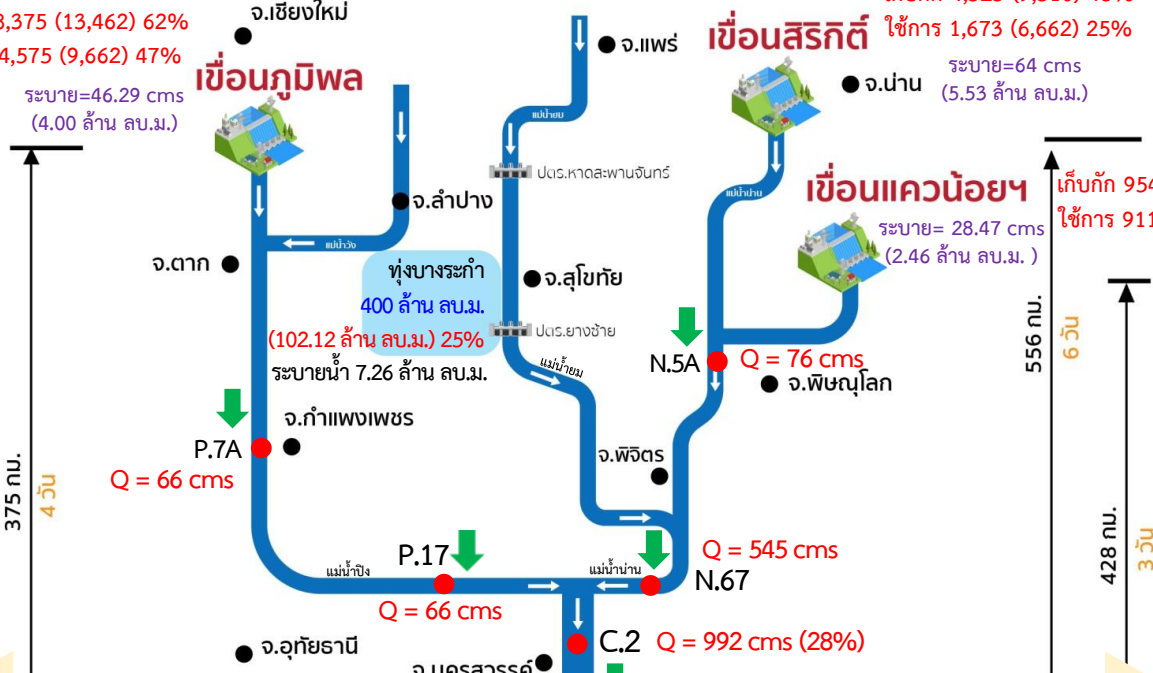 จ.เชียงใหม่
8,375 (13,462) 62%
4,575 (9,662) 47%
ระบาย=46.29 cms
(4.00 ล้าน ลบ.ม.)
เขื่อนภูมิพล
จ.แพร่
เขื่อนสิริกิติ์
ใช้การ 1,673 (6,662) 25%
ระบาย=64 cms
(5.53 ล้าน ลบ.ม.)
จ.น่าน
แม่น้ำยม
ปตร.หาดสะพานจันทร์
แม่น้ำน่าน
เขื่อนแควน้อยฯ
เก็บกัก 954
ใช้การ 911
ระบาย= 28.47 cms
(2.46 ล้าน ลบ.ม. )
จ.ลำปาง
แม่น้ำวัง
จ.ตาก
ทุ่งบางระกำ
400 ล้าน ลบ.ม.
(102.12 ล้าน ลบ.ม.) 25%
ระบายน้ำ 7.26 ล้าน ลบ.ม.
จ.สุโขทัย
ปตร.ยางซ้าย
แม่น้ำยม
N.5A
Q = 76 cms
จ.พิษณุโลก
556 กม.
6 วัน
P.7A
จ.กำแพงเพชร
Q = 66 cms
375 กม.
4 วัน
จ.พิจิตร
428 กม.
3 วัน
แม่น้ำปิง
P.17
Q = 66 cms
แม่น้ำน่าน
Q = 545 cms
N.67
C.2
Q = 992 cms (28%)
จ.อุทัยธานี
จ.นครสวรรค์